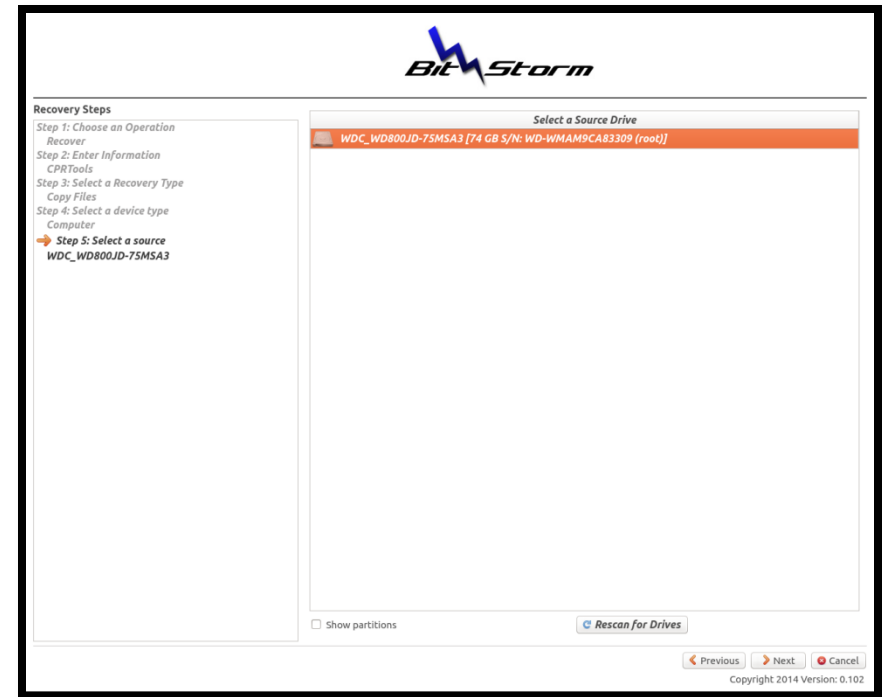 Bit Storm
Recovery Steps
Step 1: Choose an Operation
Recover
Step 2: Enter Information
CPRTools
Step 3: Select a Recovery Type
Copy Files
Step 4: Select a device type
Computer
Step 5: Select a source
WDC_WD800JD-75MSA3
Select a Source Drive
WDC_WD800JD-75MSA3 [74 GB S/N: WD-WMAM9CA83309 (root)]
Show partitions
Rescan for Drives
Previous
Next
Cancel
Copyright 2014 Version: 0.102